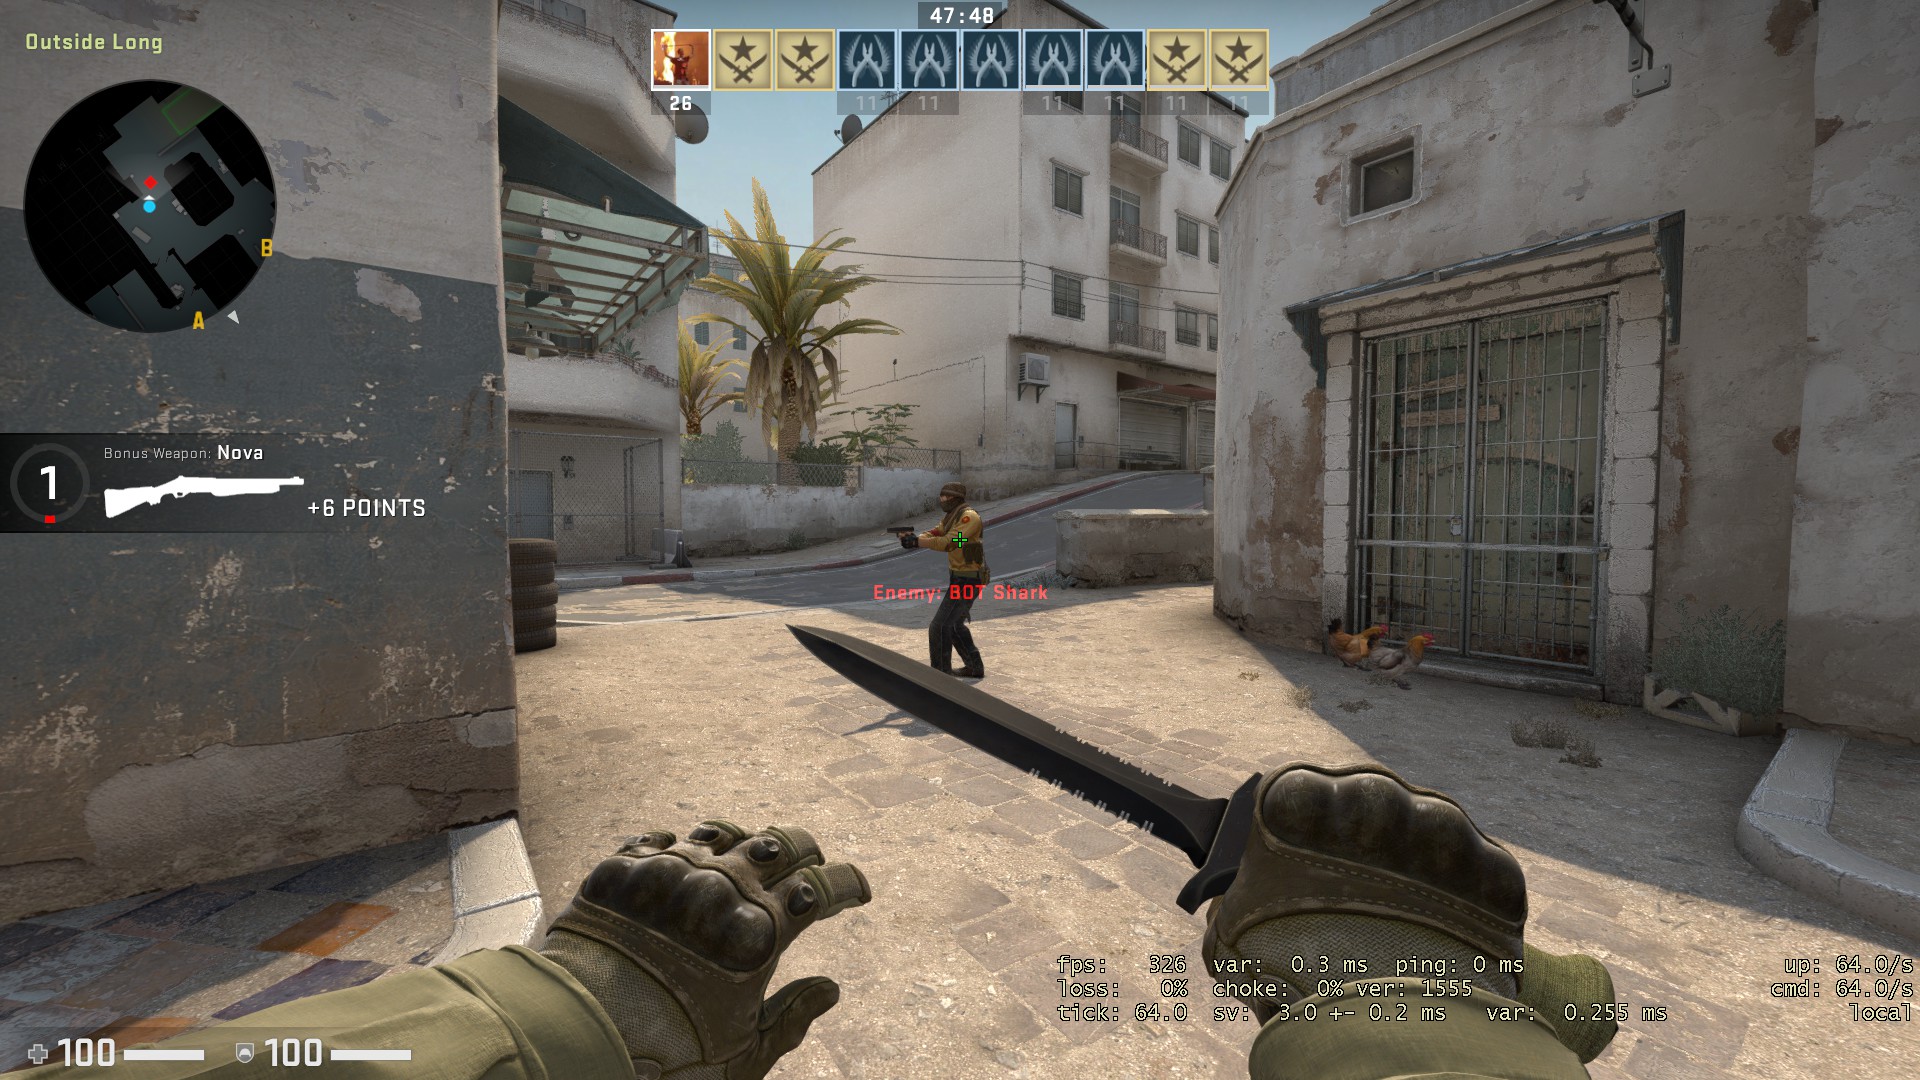 47:48
Outside Long
26 11 11 11 11 11 11
B
A
Bonus Weapon: Nova
1
+6 POINTS
Enemy: BOT Shark
fps: 326 var: 0.3 ms ping: 0 ms up: 64.0/s
loss: 0% choke: 0% ver: 1555 cmd: 64.0/s
tick: 64.0 sv: 3.0 +- 0.2 ms var: 0.255 ms local
100 100